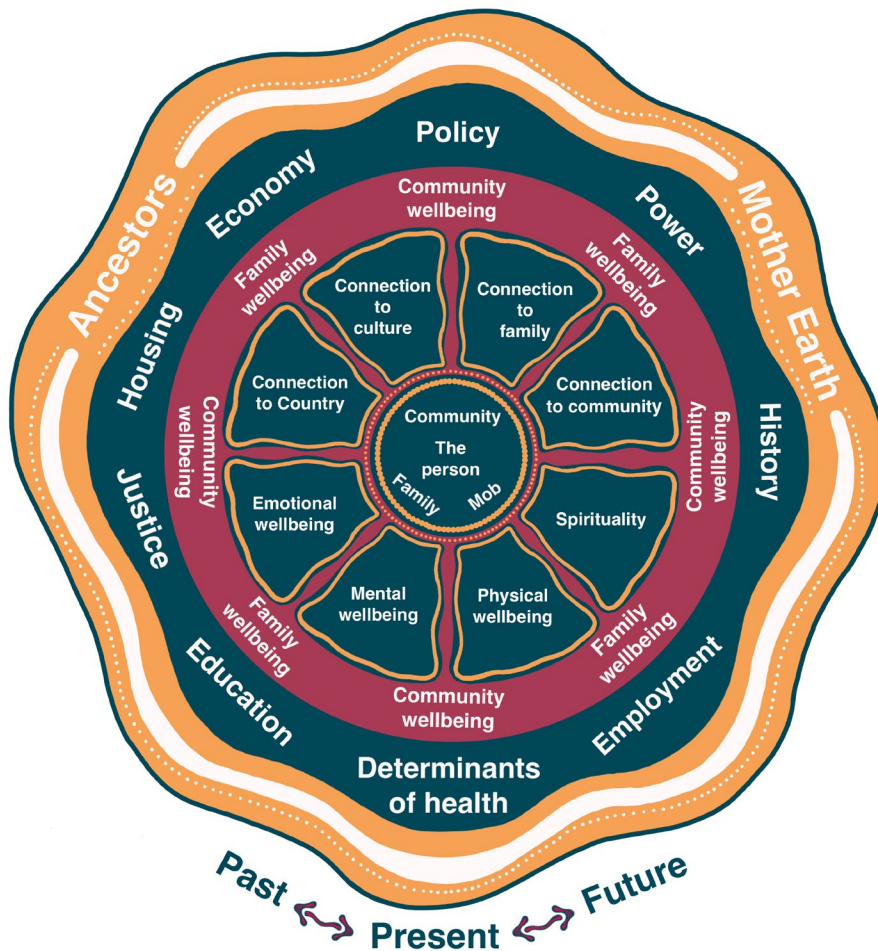 Policy
Economy
Power
Ancestors
Mother Earth
Housing
History
Justice
Education
Employment
Determinants
of health
Community
wellbeing
Family
wellbeing
Family
wellbeing
Community
wellbeing
Community
wellbeing
Family
wellbeing
Family
wellbeing
Community
wellbeing
Connection
to
culture
Connection
to
family
Connection
to Country
Connection
to community
Emotional
wellbeing
Spirituality
Mental
wellbeing
Physical
wellbeing
Community
The
person
Family
Mob
Past
Present
Future